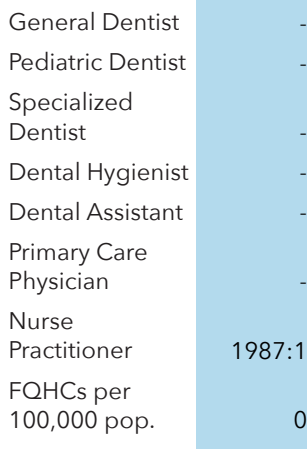 General Dentist -
Pediatric Dentist -
Specialized
Dentist -
Dental Hygienist -
Dental Assistant -
Primary Care
Physician -
Nurse
Practitioner 1987:1
FQHCs per
100,000 pop. 0